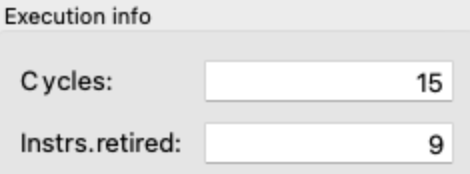 Execution info
Cycles: 15
Instrs.retired: 9